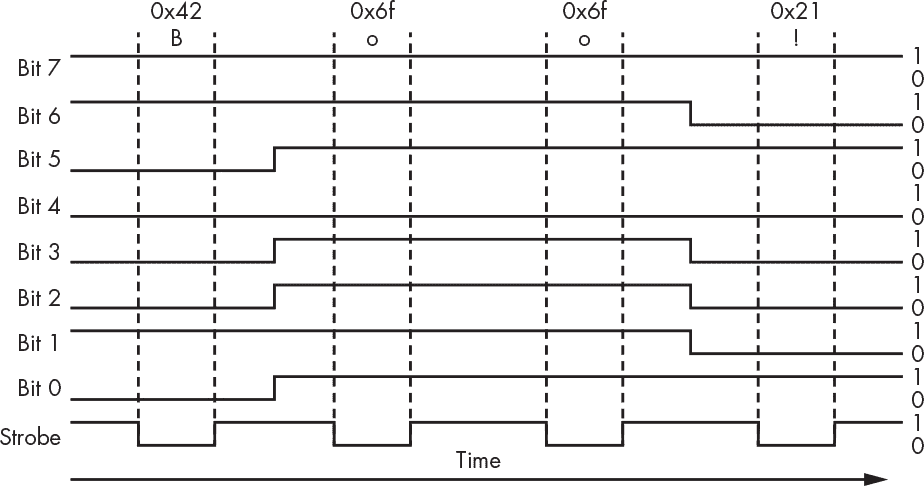 0x42 0x6f 0x6f 0x21
B o o !
Bit 7 1
0
Bit 6 1
0
Bit 5 1
0
Bit 4 1
0
Bit 3 1
0
Bit 2 1
0
Bit 1 1
0
Bit 0 1
0
Strobe 1
0
Time